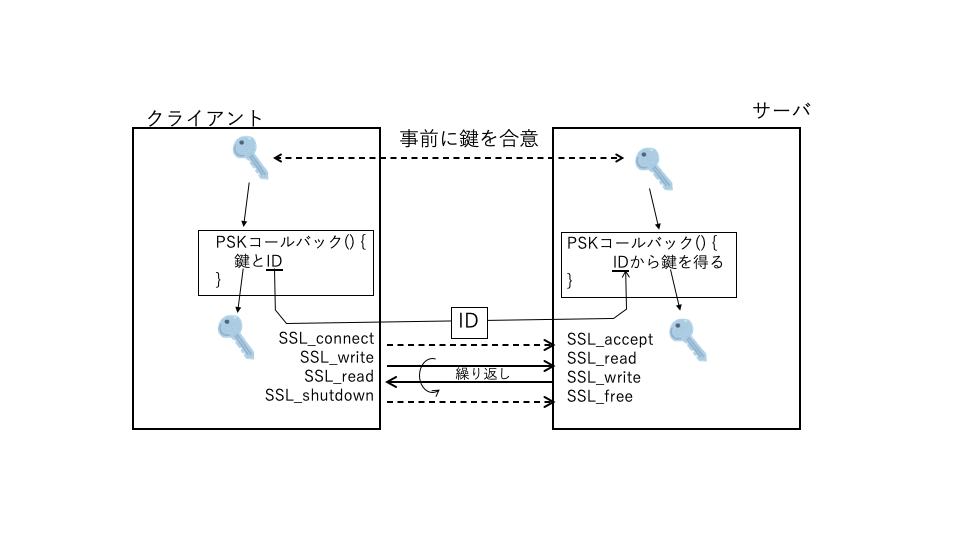 クライアント
サーバ
事前に鍵を合意
PSKコールバック() {
鍵とID
}
PSKコールバック() {
IDから鍵を得る
}
ID
SSL_connect
SSL_write
SSL_read
SSL_shutdown
繰り返し
SSL_accept
SSL_read
SSL_write
SSL_free